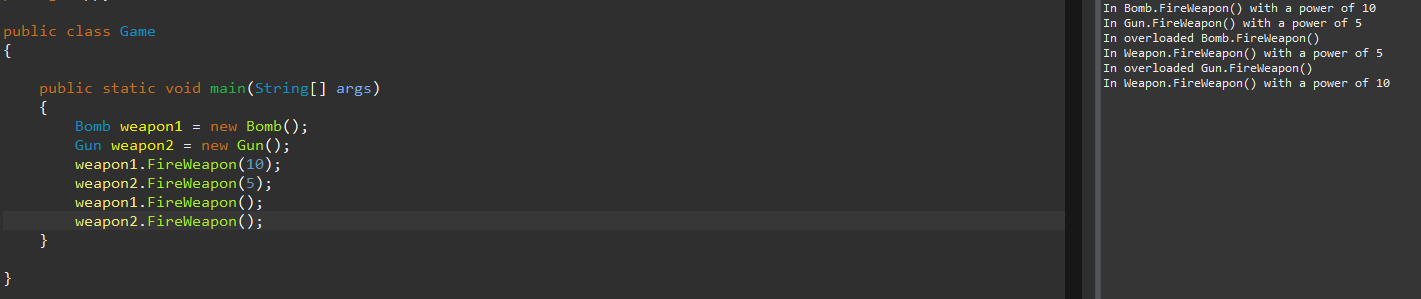 public class Game
{
public static void main(String[] args)
{
Bomb weapon1 = new Bomb();
Gun weapon2 = new Gun();
weapon1.FireWeapon(10);
weapon2.FireWeapon(5);
weapon1.FireWeapon();
weapon2.FireWeapon();
}
}
In Bomb.FireWeapon() with a power of 10
In Gun.FireWeapon() with a power of 5
In overloaded Bomb.FireWeapon()
In Weapon.FireWeapon() with a power of 5
In overloaded Gun.FireWeapon()
In Weapon.FireWeapon() with a power of 10